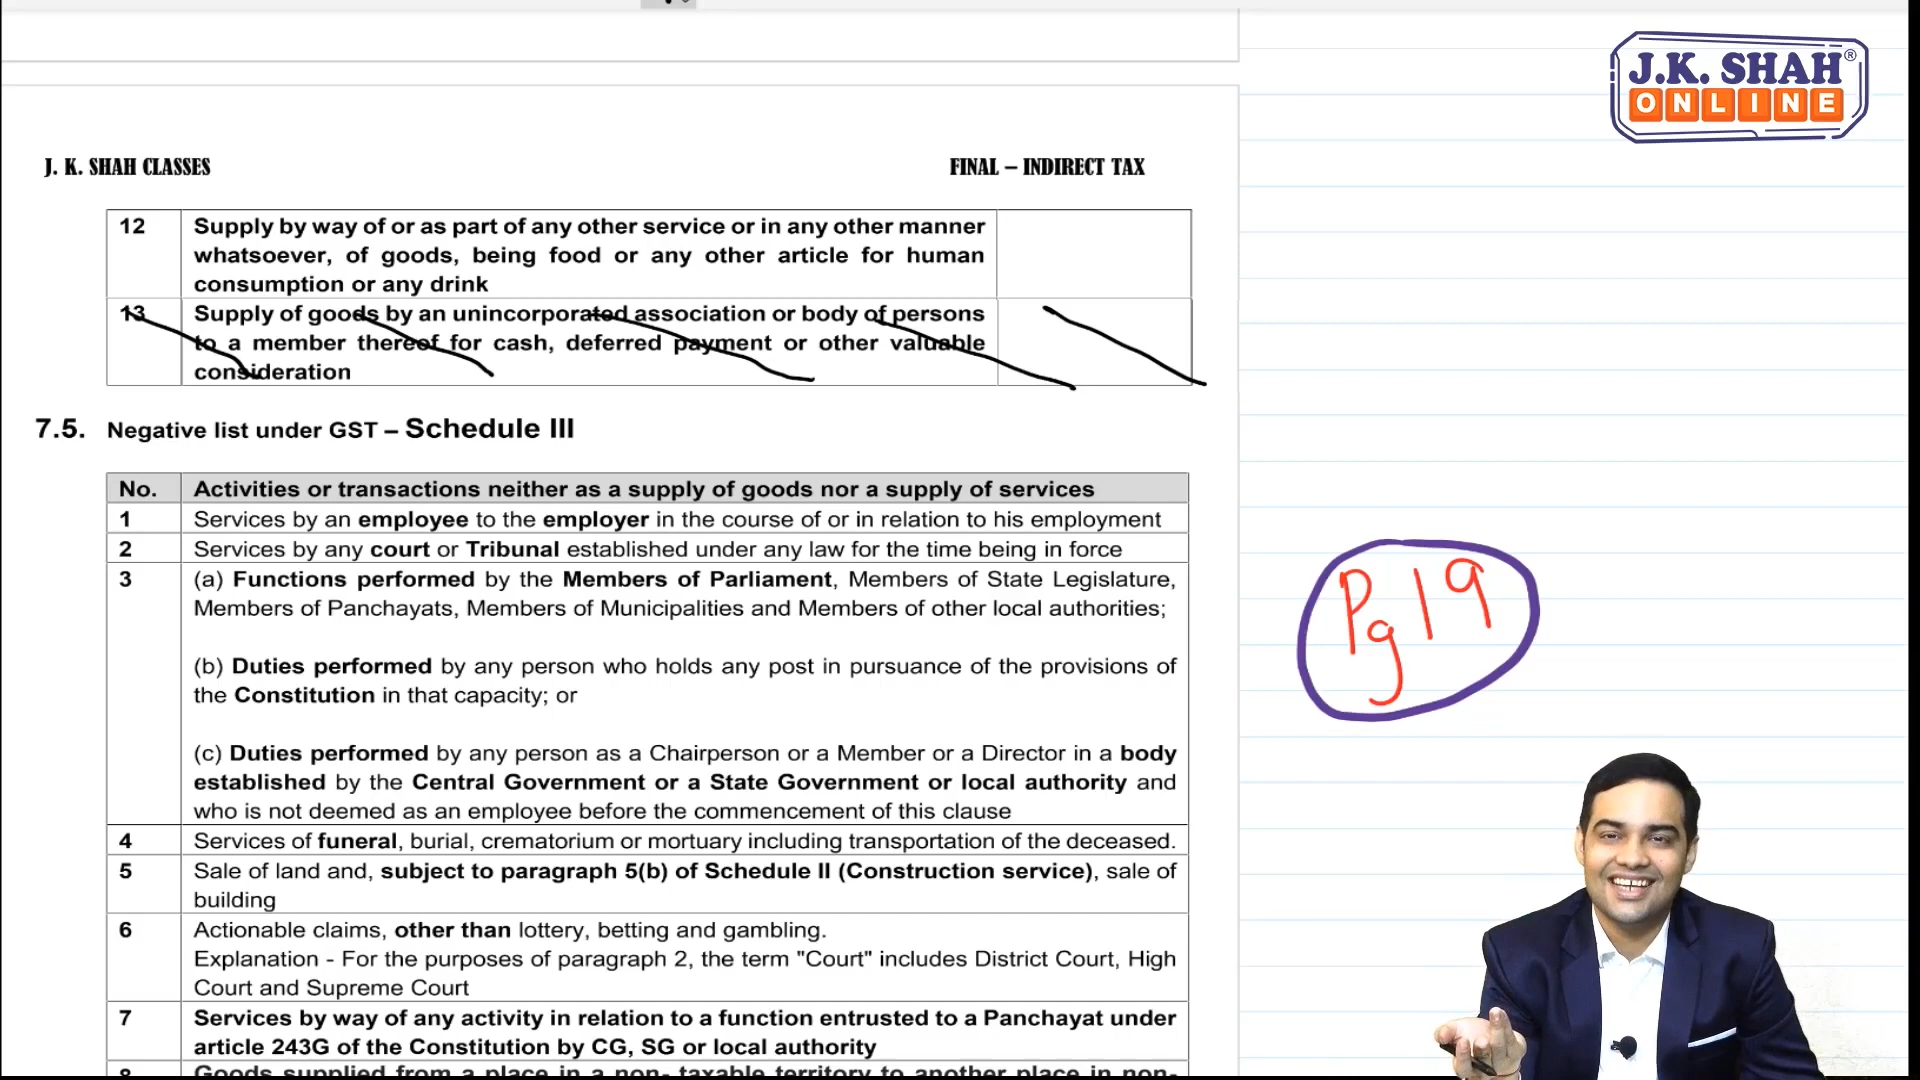 J.K. SHAH®
ONLINE
J. K. SHAH CLASSES
FINAL – INDIRECT TAX
12
Supply by way of or as part of any other service or in any other manner
whatsoever, of goods, being food or any other article for human
consumption or any drink
13
Supply of goods by an unincorporated association or body of persons
to a member thereof for cash, deferred payment or other valuable
consideration
7.5. Negative list under GST – Schedule III
No. Activities or transactions neither as a supply of goods nor a supply of services
1 Services by an employee to the employer in the course of or in relation to his employment
2 Services by any court or Tribunal established under any law for the time being in force
3 (a) Functions performed by the Members of Parliament, Members of State Legislature,
Members of Panchayats, Members of Municipalities and Members of other local authorities;
(b) Duties performed by any person who holds any post in pursuance of the provisions of
the Constitution in that capacity; or
(c) Duties performed by any person as a Chairperson or a Member or a Director in a body
established by the Central Government or a State Government or local authority and
who is not deemed as an employee before the commencement of this clause
4 Services of funeral, burial, crematorium or mortuary including transportation of the deceased.
5 Sale of land and, subject to paragraph 5(b) of Schedule II (Construction service), sale of
building
6 Actionable claims, other than lottery, betting and gambling.
Explanation - For the purposes of paragraph 2, the term "Court" includes District Court, High
Court and Supreme Court
7 Services by way of any activity in relation to a function entrusted to a Panchayat under
article 243G of the Constitution by CG, SG or local authority
8 Goods supplied from a place in a non- taxable territory to another place in non-
Pg 19